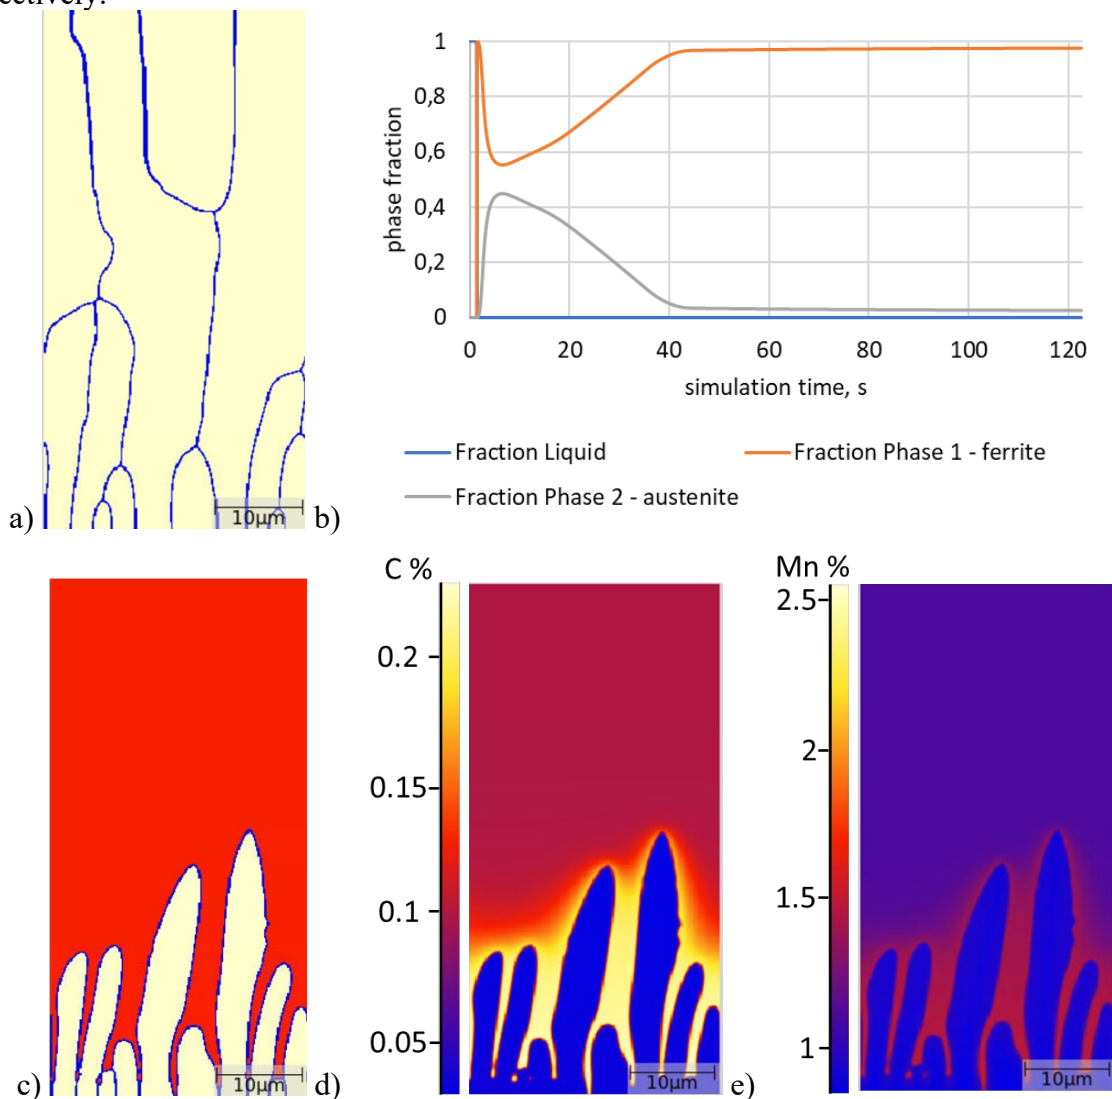 ectively.
1
0,8
0,6
0,4
0,2
0
phase fraction
0 20 40 60 80 100 120
simulation time, s
Fraction Liquid
Fraction Phase 1 - ferrite
Fraction Phase 2 - austenite
10μm
a)
b)
C %
0.2
0.15
0.1
0.05
Mn %
2.5
2
1.5
1
10μm
c)
10μm
d)
10μm
e)